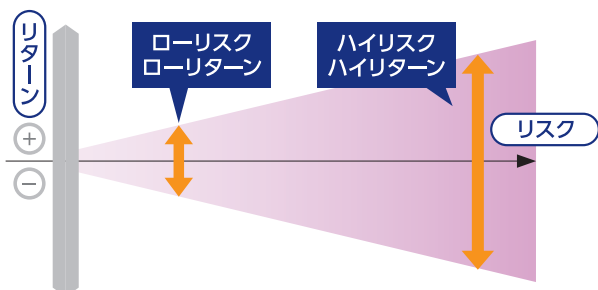 リターン
ローリスク
ローリターン
ハイリスク
ハイリターン
+
リスク
−